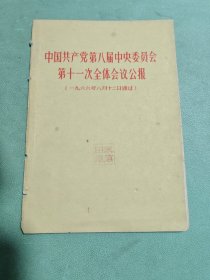 中国共产党第八届中央委员会
第十一次全体会议公报
(一九六六年八月十二日通过)